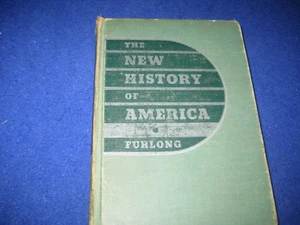 THE
NEW
HISTORY
OF
AMERICA
FURLONG